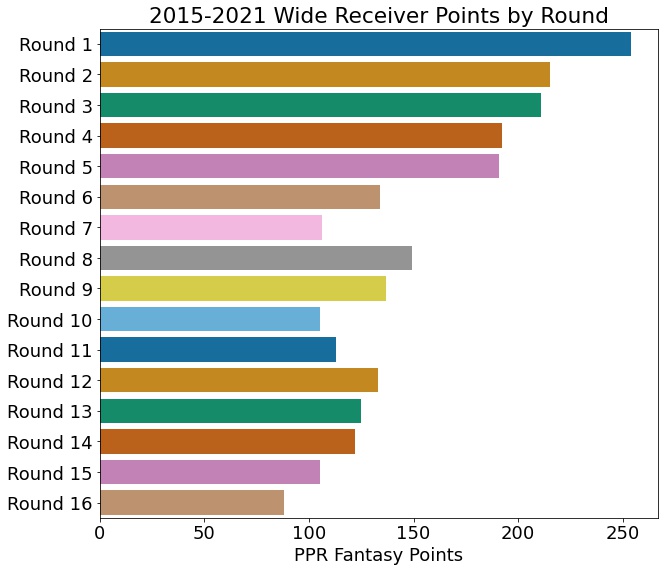 2015-2021 Wide Receiver Points by Round
Round 1
Round 2
Round 3
Round 4
Round 5
Round 6
Round 7
Round 8
Round 9
Round 10
Round 11
Round 12
Round 13
Round 14
Round 15
Round 16
0 50 100 150 200 250
PPR Fantasy Points